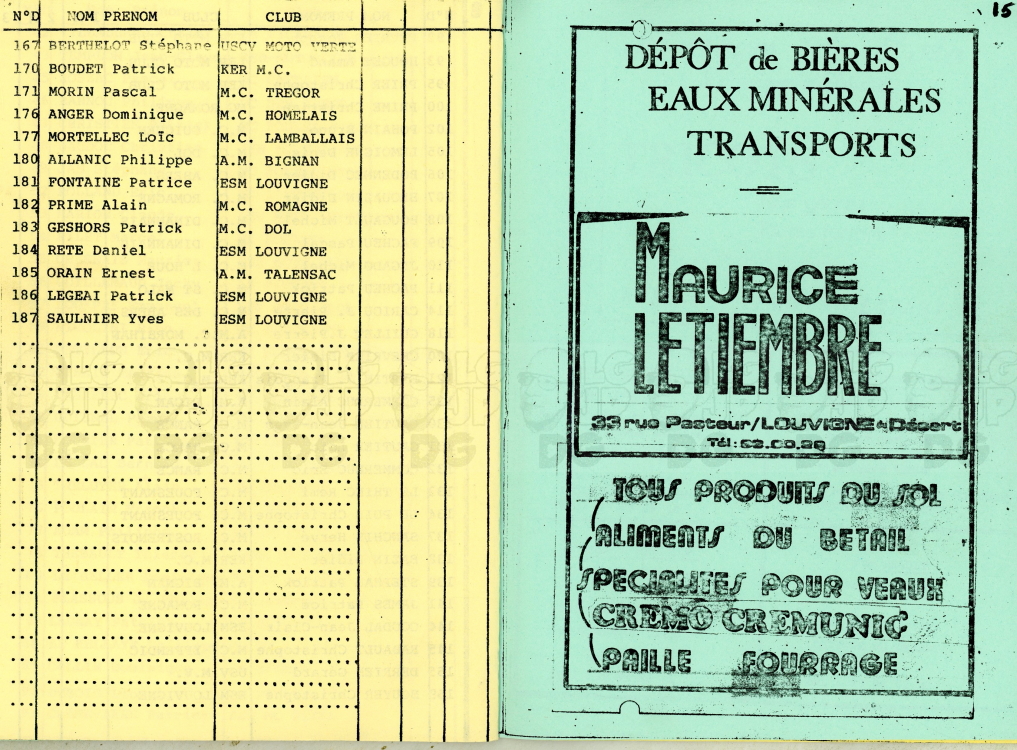 N°D NOM PRENOM CLUB
167 BERTHELOT Stéphane USCV MOTO VERTE
170 BOUDET Patrick KER M.C.
171 MORIN Pascal M.C. TREGOR
176 ANGER Dominique M.C. HOMELAIS
177 MORTELLEC Loïc M.C. LAMBALLAIS
180 ALLANIC Philippe A.M. BIGNAN
181 FONTAINE Patrice ESM LOUVIGNE
182 PRIME Alain M.C. ROMAGNE
183 GESHORS Patrick M.C. DOL
184 RETE Daniel ESM LOUVIGNE
185 ORAIN Ernest A.M. TALENSAC
186 LEGEAI Patrick ESM LOUVIGNE
187 SAULNIER Yves ESM LOUVIGNE
15
DÉPÔT de BIÈRES
EAUX MINÉRALES
TRANSPORTS
MAURICE
LETIEMBRE
33 rue Pasteur/LOUVIGNE du Désert
Tél: 52.00.29
TOUS PRODUITS DU SOL
ALIMENTS DU BETAIL
SPECIALITES POUR VEAUX
CREMO CREMUNIC
PAILLE FOURRAGE